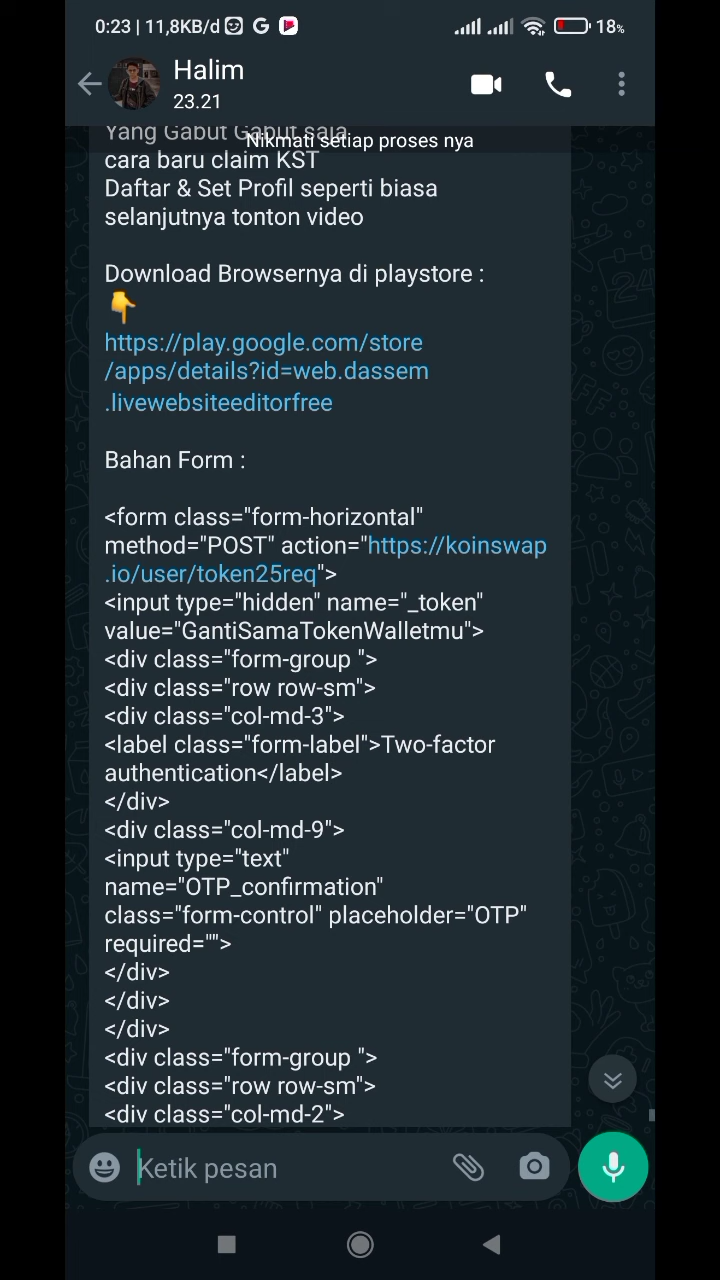 0:23 | 11,8KB/d
18%
Halim
23.21
Yang Gabut Gabut saja
Nikmati setiap proses nya
cara baru claim KST
Daftar & Set Profil seperti biasa
selanjutnya tonton video
Download Browsernya di playstore :
https://play.google.com/store
/apps/details?id=web.dassem
.livewebsiteeditorfree
Bahan Form :
<form class="form-horizontal"
method="POST" action="https://koinswap
.io/user/token25req">
<input type="hidden" name="_token"
value="GantiSamaTokenWalletmu">
<div class="form-group ">
<div class="row row-sm">
<div class="col-md-3">
<label class="form-label">Two-factor
authentication</label>
</div>
<div class="col-md-9">
<input type="text"
name="OTP_confirmation"
class="form-control" placeholder="OTP"
required="">
</div>
</div>
</div>
<div class="form-group ">
<div class="row row-sm">
<div class="col-md-2">
Ketik pesan